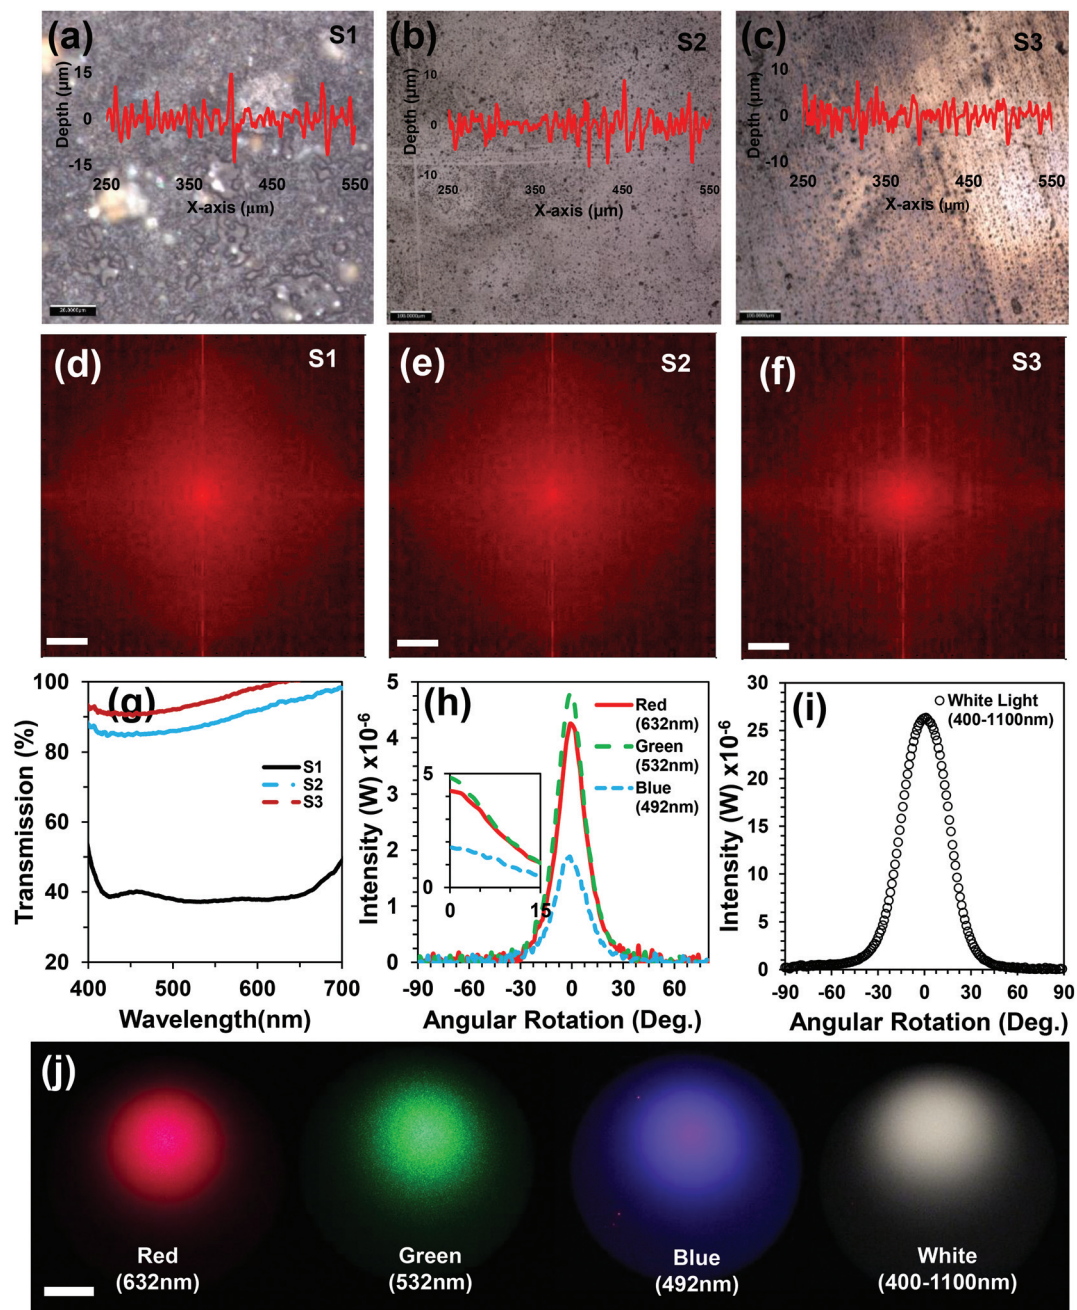 (a) S1
Depth (µm)
15
0
-15
250 350 450 550
X-axis (µm)
20.0000µm
(b) S2
Depth (µm)
10
0
-10
250 350 450 550
X-axis (µm)
100.0000µm
(c) S3
Depth (µm)
10
0
-10
250 350 450 550
X-axis (µm)
100.0000µm
(d) S1
(e) S2
(f) S3
(g)
Transmission (%)
100
80
60
40
20
S1
S2
S3
400 500 600 700
Wavelength(nm)
(h)
Intensity (W) x10-6
5
4
3
2
1
0
Red
(632nm)
Green
(532nm)
Blue
(492nm)
5
0
0 15
-90 -60 -30 0 30 60
Angular Rotation (Deg.)
(i)
Intensity (W) x10-6
30
25
20
15
10
5
0
White Light
(400-1100nm)
-90 -60 -30 0 30 60 90
Angular Rotation (Deg.)
(j)
Red
(632nm)
Green
(532nm)
Blue
(492nm)
White
(400-1100nm)